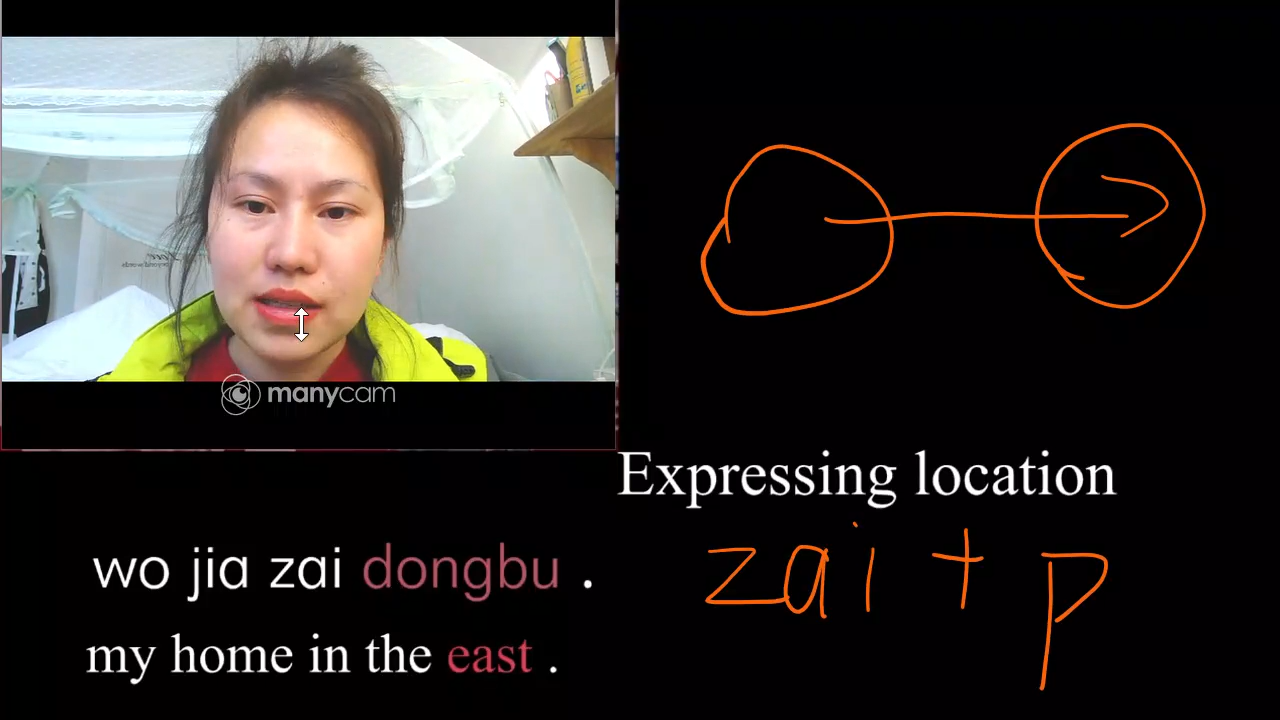 manycam
Expressing location
zai + p
wo jia zai dongbu .
my home in the east .